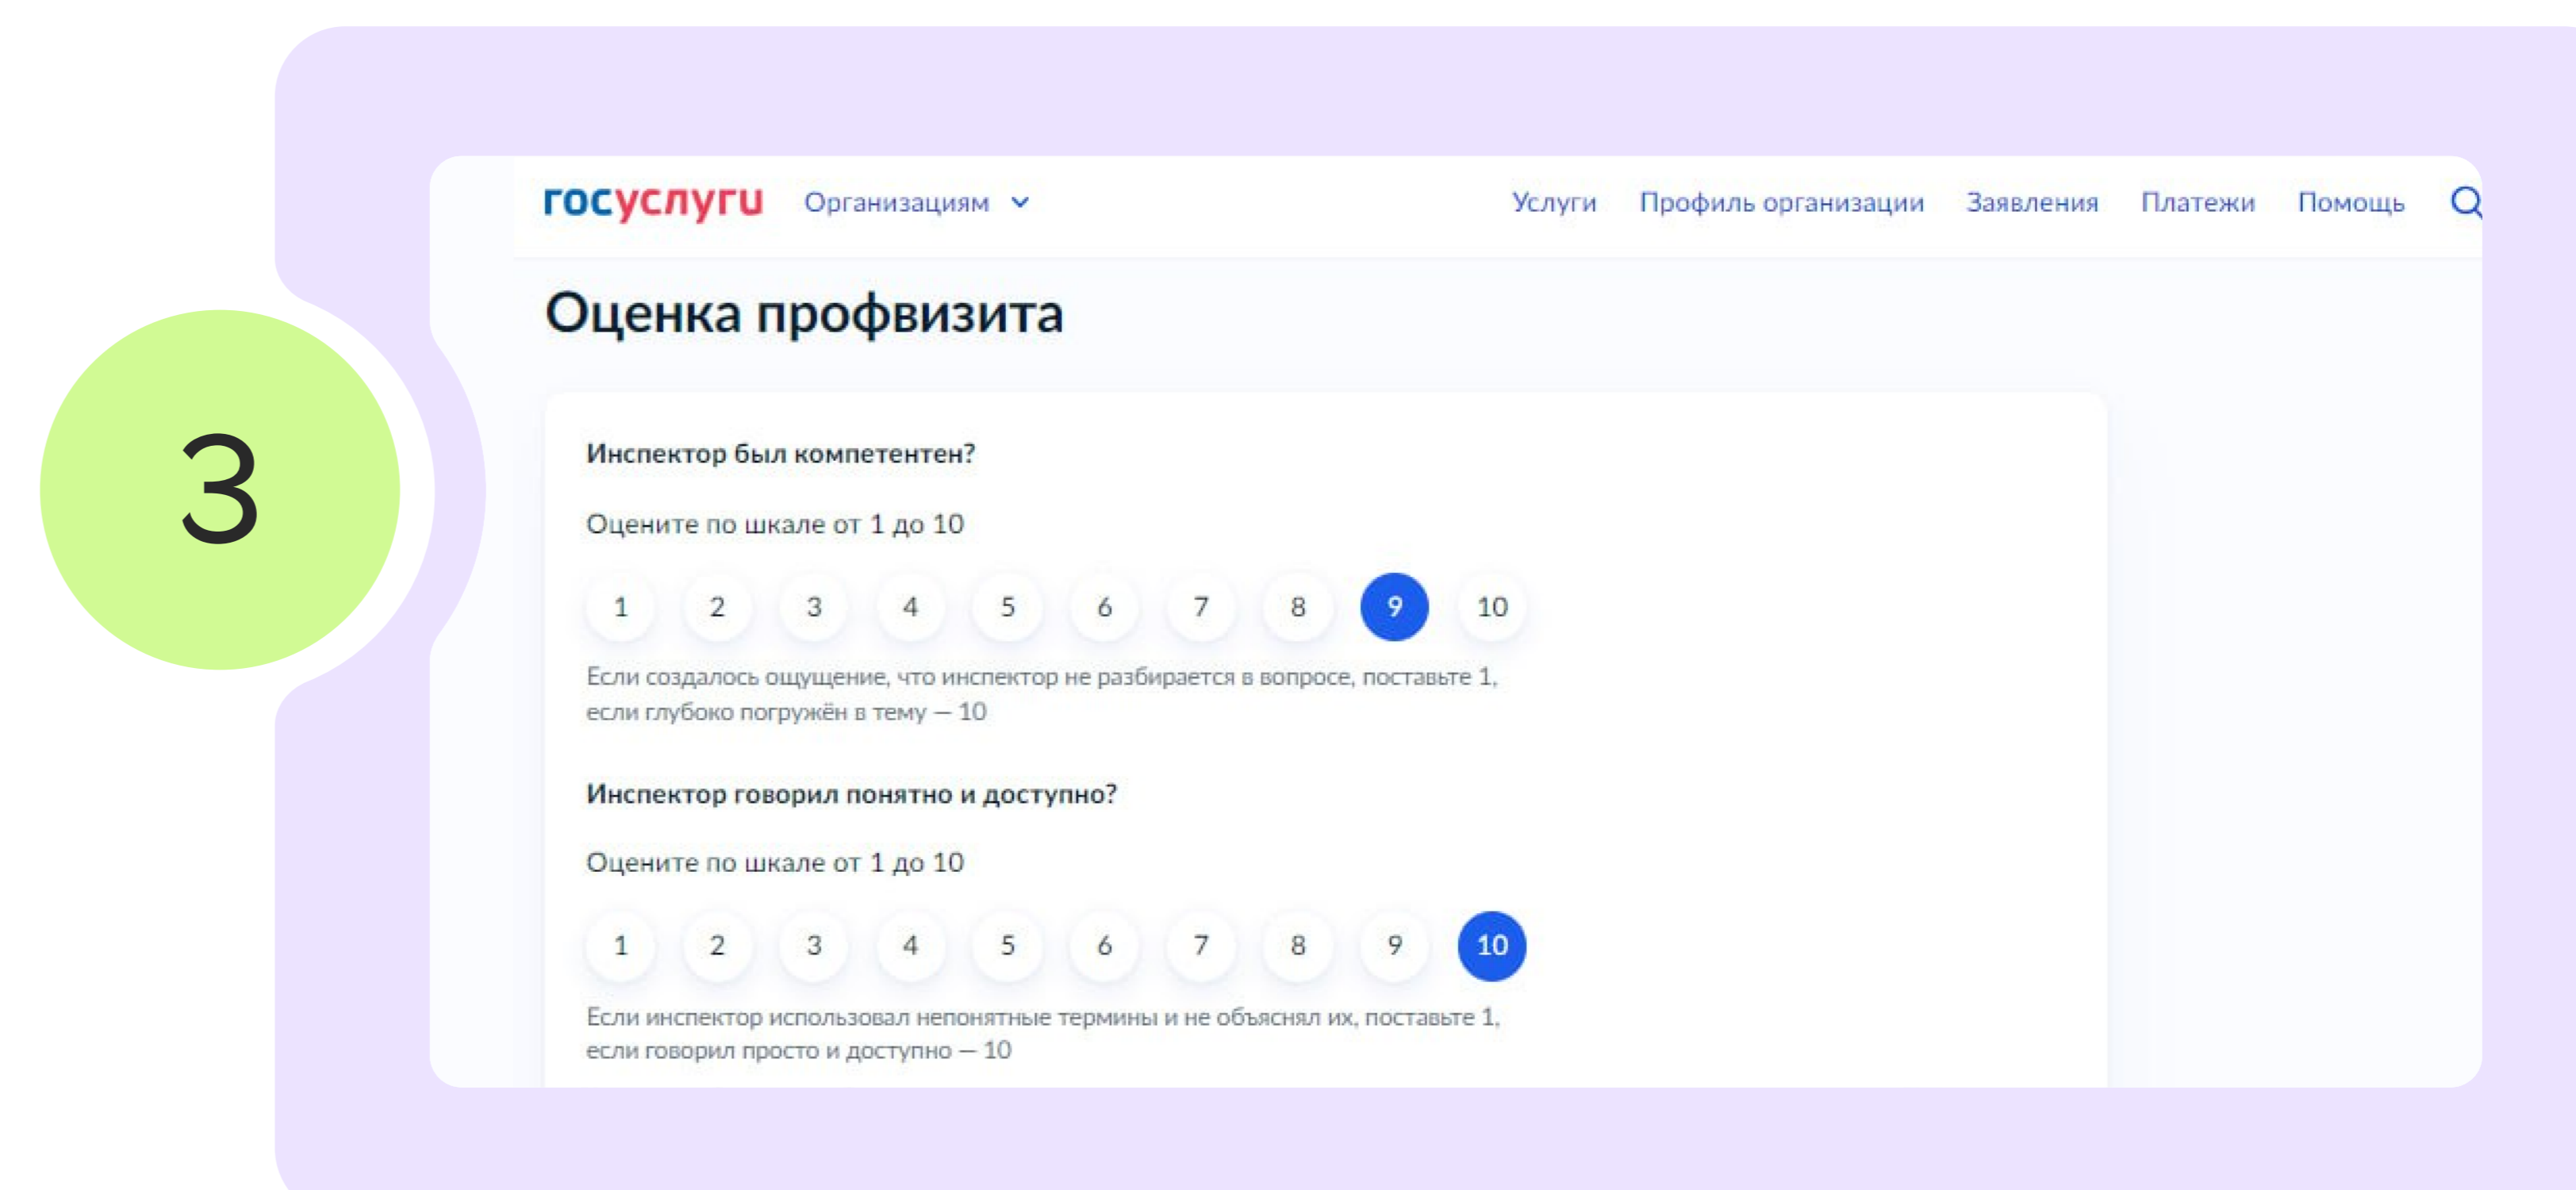 3
госуслуги Организациям Услуги Профиль организации Заявления Платежи Помощь
Оценка профвизита
Инспектор был компетентен?
Оцените по шкале от 1 до 10
1 2 3 4 5 6 7 8 9 10
Если создалось ощущение, что инспектор не разбирается в вопросе, поставьте 1,
если глубоко погружён в тему — 10
Инспектор говорил понятно и доступно?
Оцените по шкале от 1 до 10
1 2 3 4 5 6 7 8 9 10
Если инспектор использовал непонятные термины и не объяснял их, поставьте 1,
если говорил просто и доступно — 10